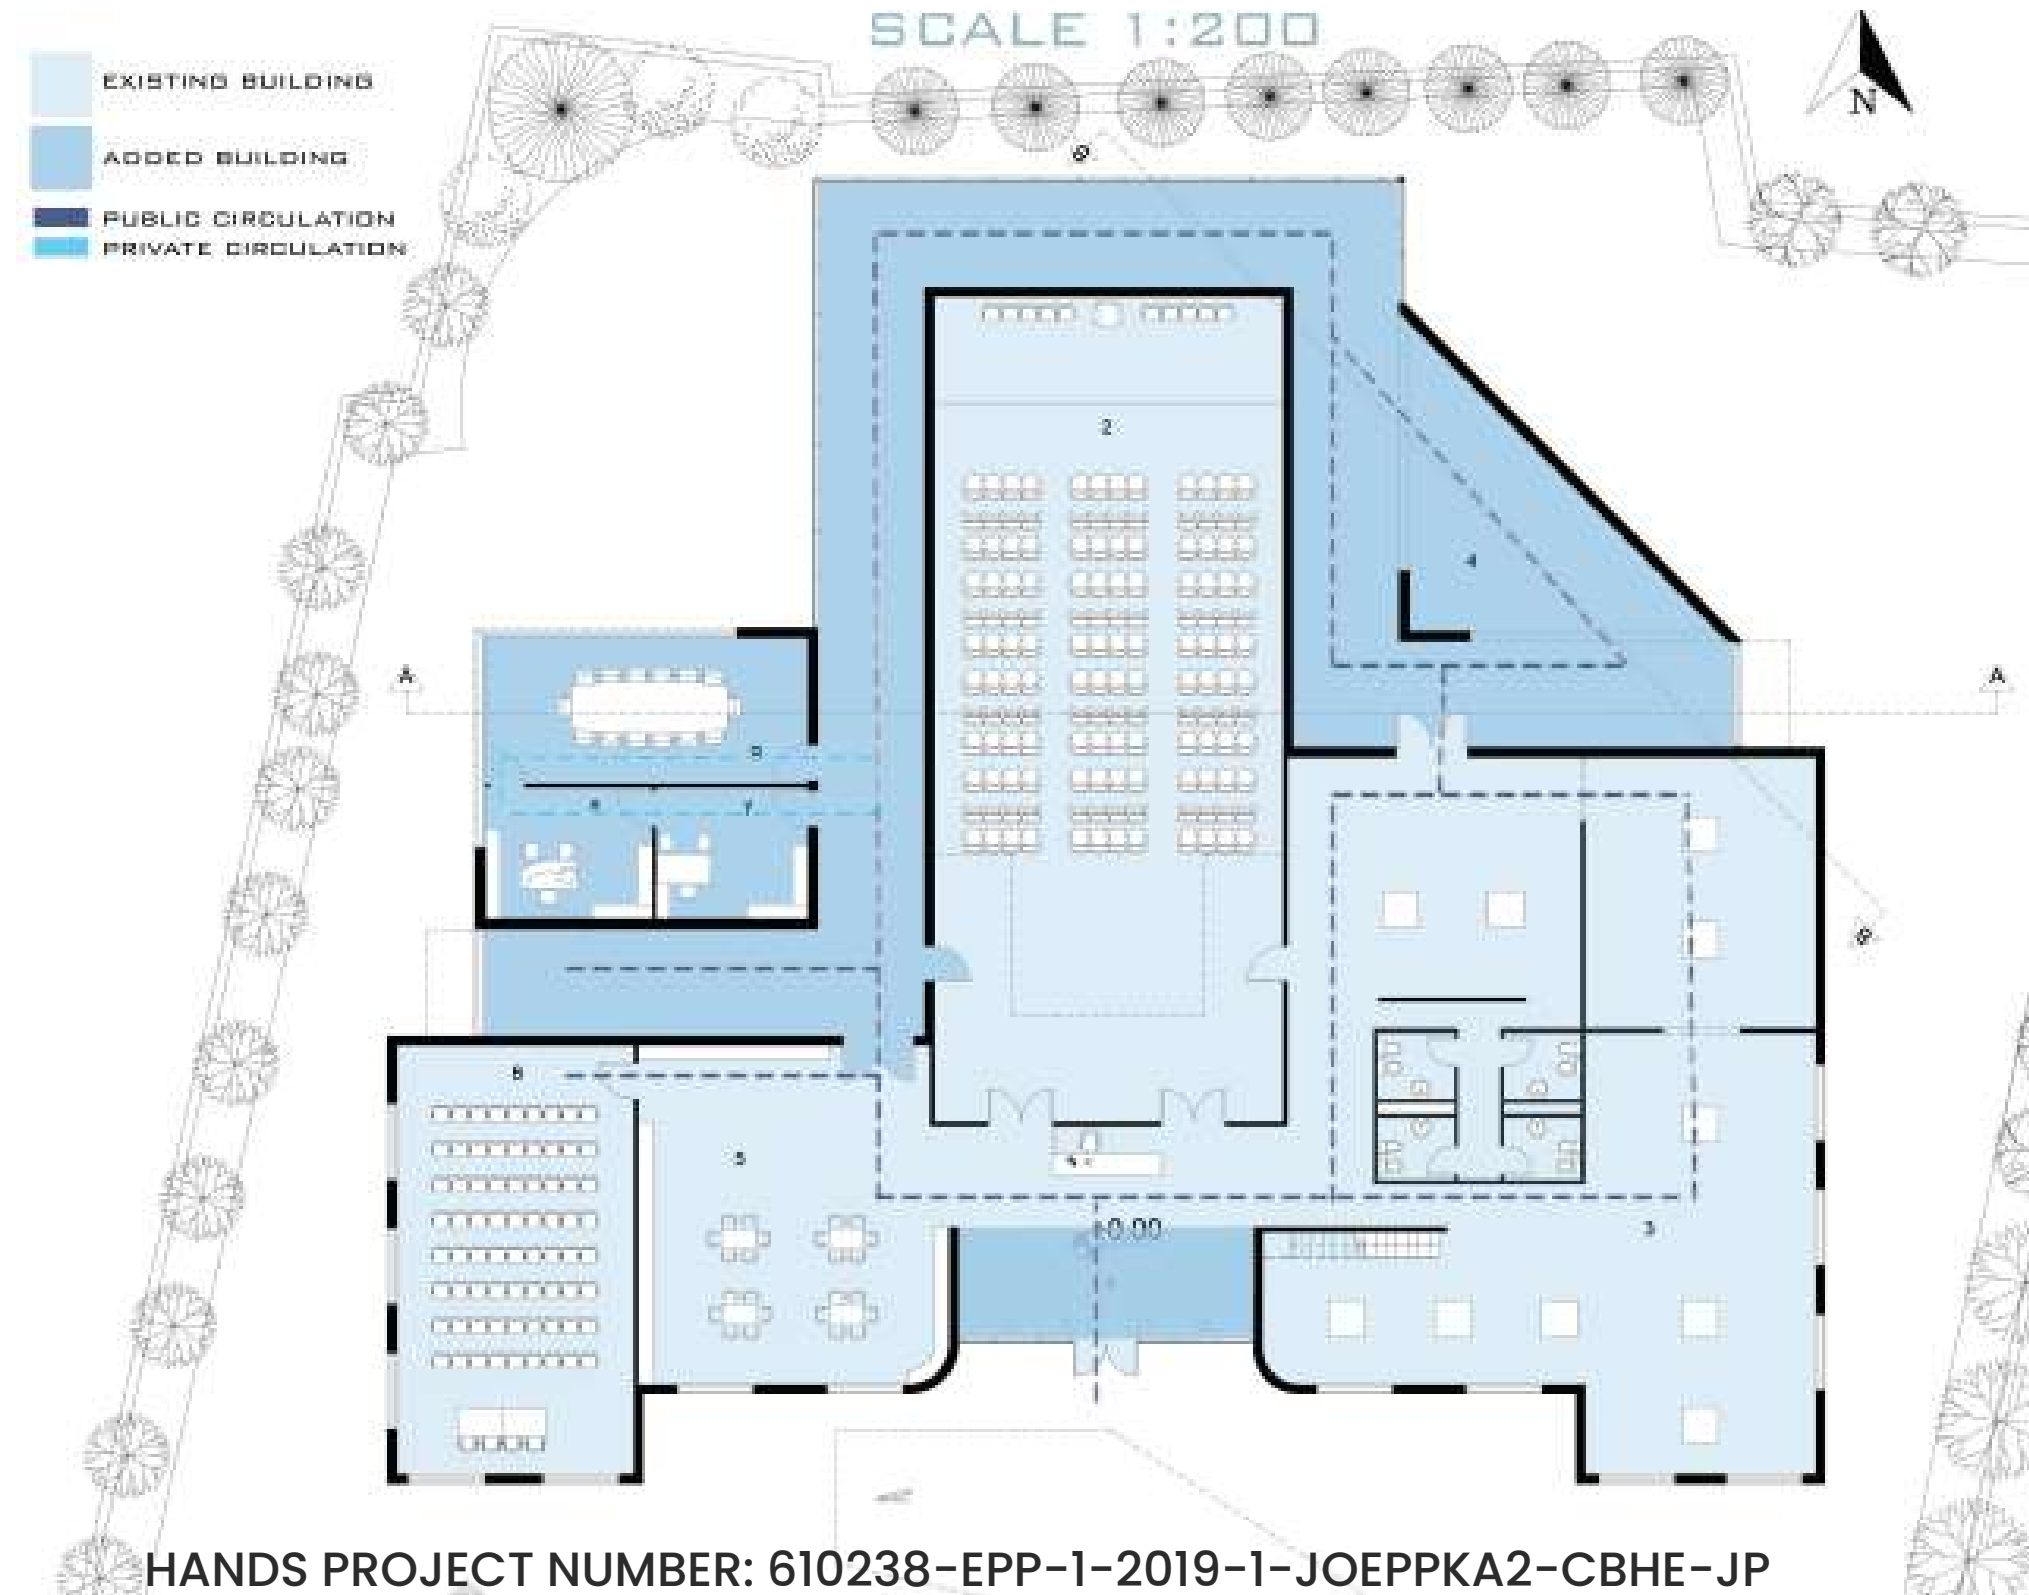 SCALE 1:200
EXISTING BUILDING
ADDED BUILDING
PUBLIC CIRCULATION
PRIVATE CIRCULATION
N
B
2
4
A
A
B
5
3
±0.00
HANDS PROJECT NUMBER: 610238-EPP-1-2019-1-JOEPPKA2-CBHE-JP